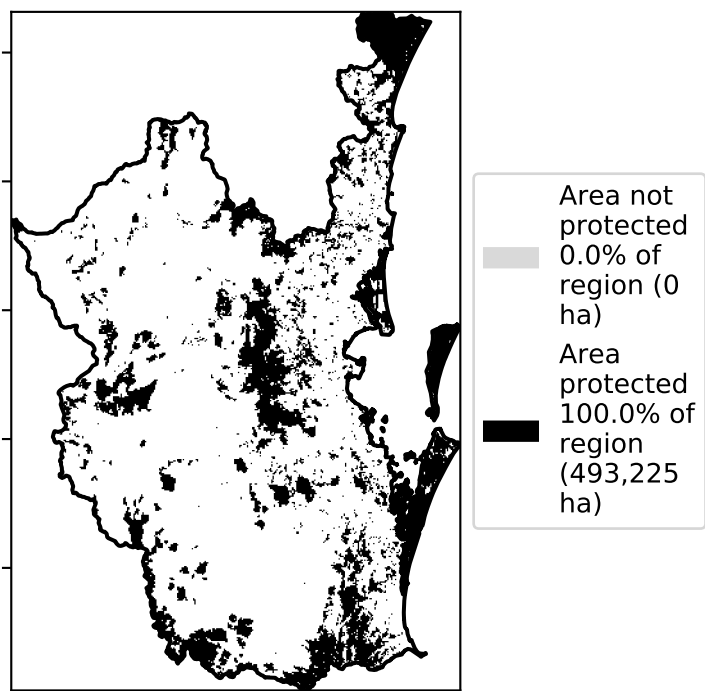 Area not
protected
0.0% of
region (0
ha)
Area
protected
100.0% of
region
(493,225
ha)